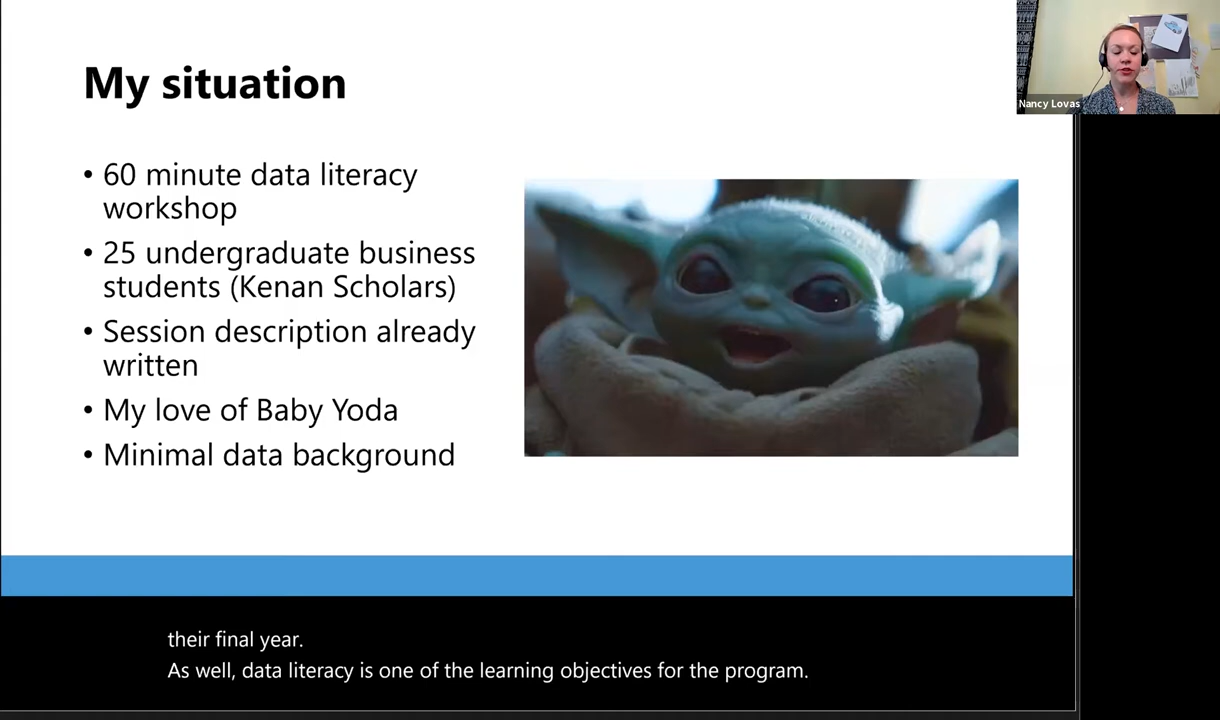 My situation
• 60 minute data literacy
workshop
• 25 undergraduate business
students (Kenan Scholars)
• Session description already
written
• My love of Baby Yoda
• Minimal data background
Nancy Lovas
their final year.
As well, data literacy is one of the learning objectives for the program.